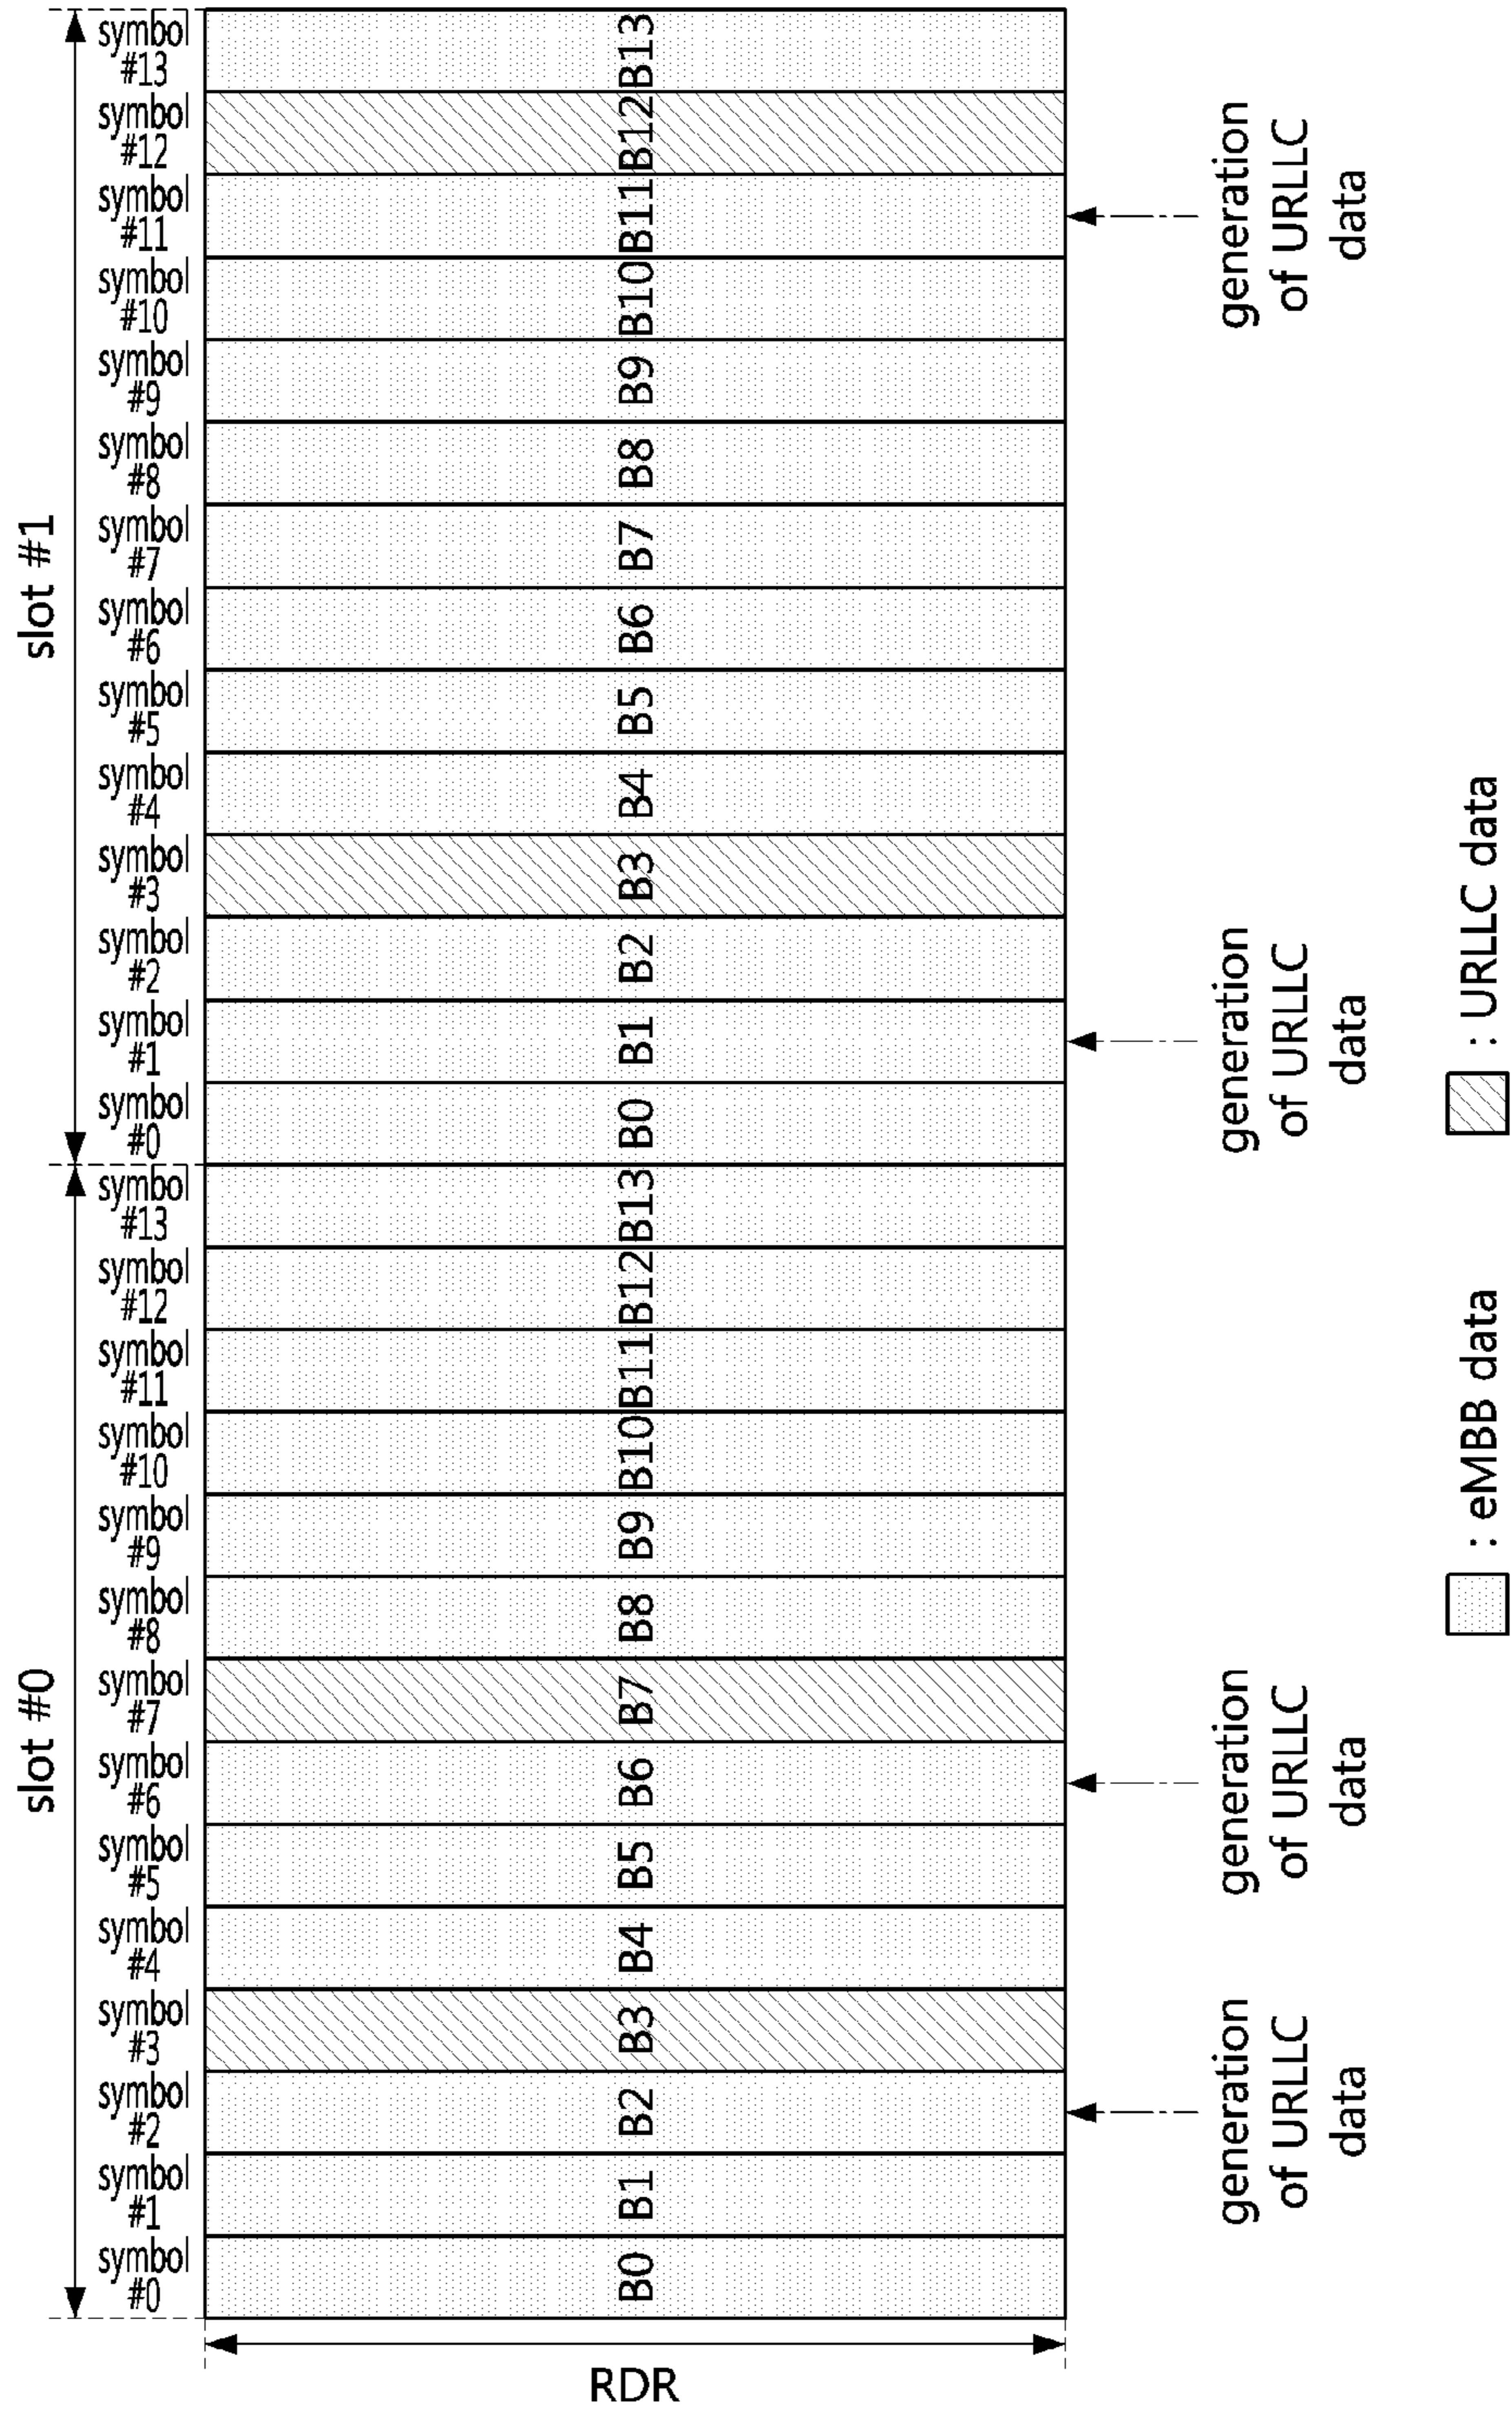 slot #0
slot #1
symbol
#0
symbol
#1
symbol
#2
symbol
#3
symbol
#4
symbol
#5
symbol
#6
symbol
#7
symbol
#8
symbol
#9
symbol
#10
symbol
#11
symbol
#12
symbol
#13
symbol
#0
symbol
#1
symbol
#2
symbol
#3
symbol
#4
symbol
#5
symbol
#6
symbol
#7
symbol
#8
symbol
#9
symbol
#10
symbol
#11
symbol
#12
symbol
#13
RDR
B0 B1 B2 B3 B4 B5 B6 B7 B8 B9 B10 B11 B12 B13 B0 B1 B2 B3 B4 B5 B6 B7 B8 B9 B10 B11 B12 B13
generation
of URLLC
data
generation
of URLLC
data
generation
of URLLC
data
generation
of URLLC
data
: eMBB data
: URLLC data